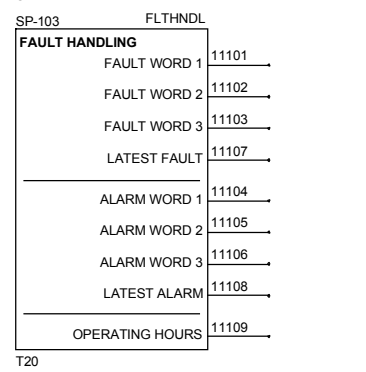 SP-103 FLTHNDL
FAULT HANDLING
FAULT WORD 1 11101
FAULT WORD 2 11102
FAULT WORD 3 11103
LATEST FAULT 11107
ALARM WORD 1 11104
ALARM WORD 2 11105
ALARM WORD 3 11106
LATEST ALARM 11108
OPERATING HOURS 11109
T20